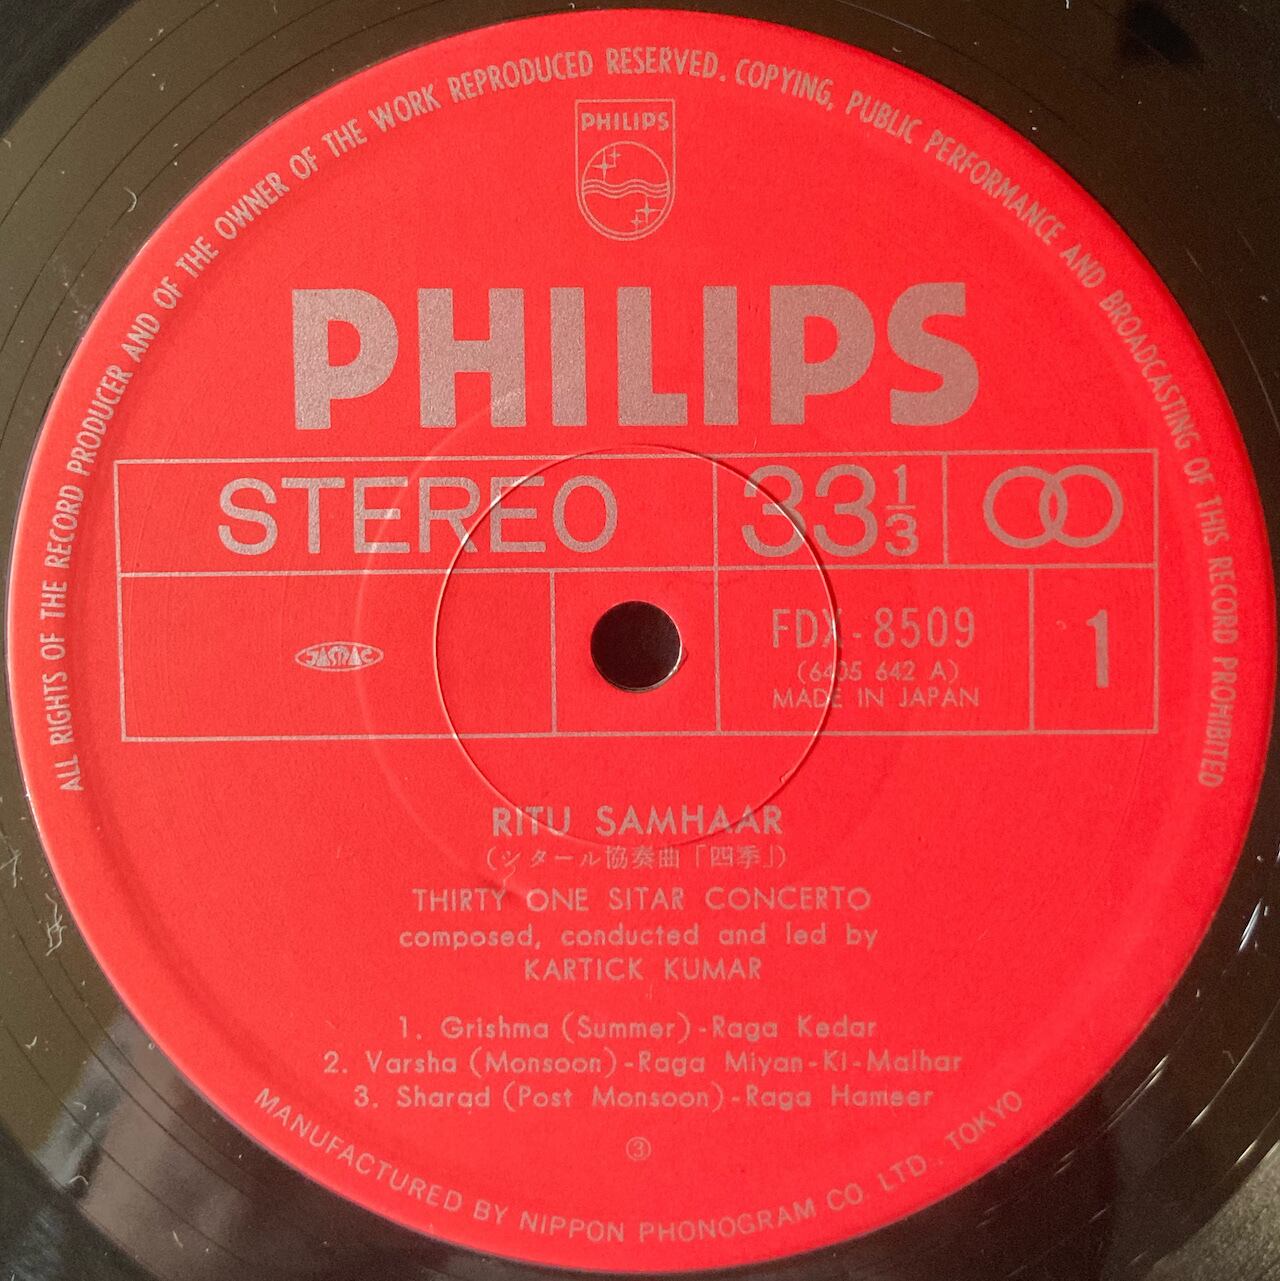 ALL RIGHTS OF THE RECORD PRODUCER AND OF THE OWNER OF THE WORK REPRODUCED RESERVED. COPYING, PUBLIC PERFORMANCE AND BROADCASTING OF THIS RECORD PROHIBITED
PHILIPS
PHILIPS
STEREO
33 1/3
JASRAC
FDX-8509
(6405 642 A)
MADE IN JAPAN
1
RITU SAMHAAR
(シタール協奏曲「四季」)
THIRTY ONE SITAR CONCERTO
composed, conducted and led by
KARTICK KUMAR
1. Grishma (Summer)-Raga Kedar
2. Varsha (Monsoon)-Raga Miyan-Ki-Malhar
3. Sharad (Post Monsoon)-Raga Hameer
③
MANUFACTURED BY NIPPON PHONOGRAM CO. LTD., TOKYO